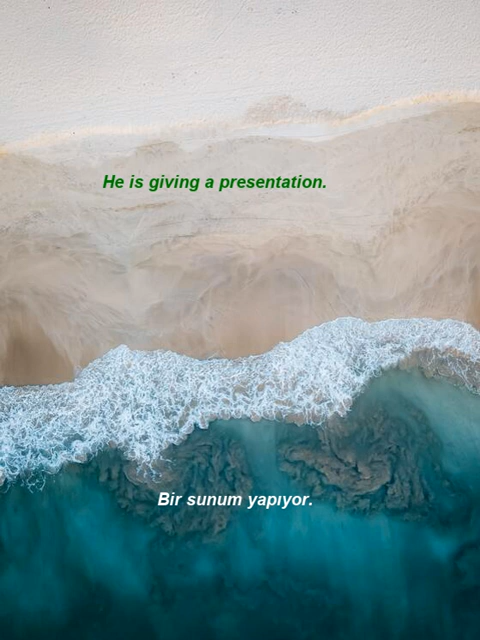 He is giving a presentation.
Bir sunum yapıyor.